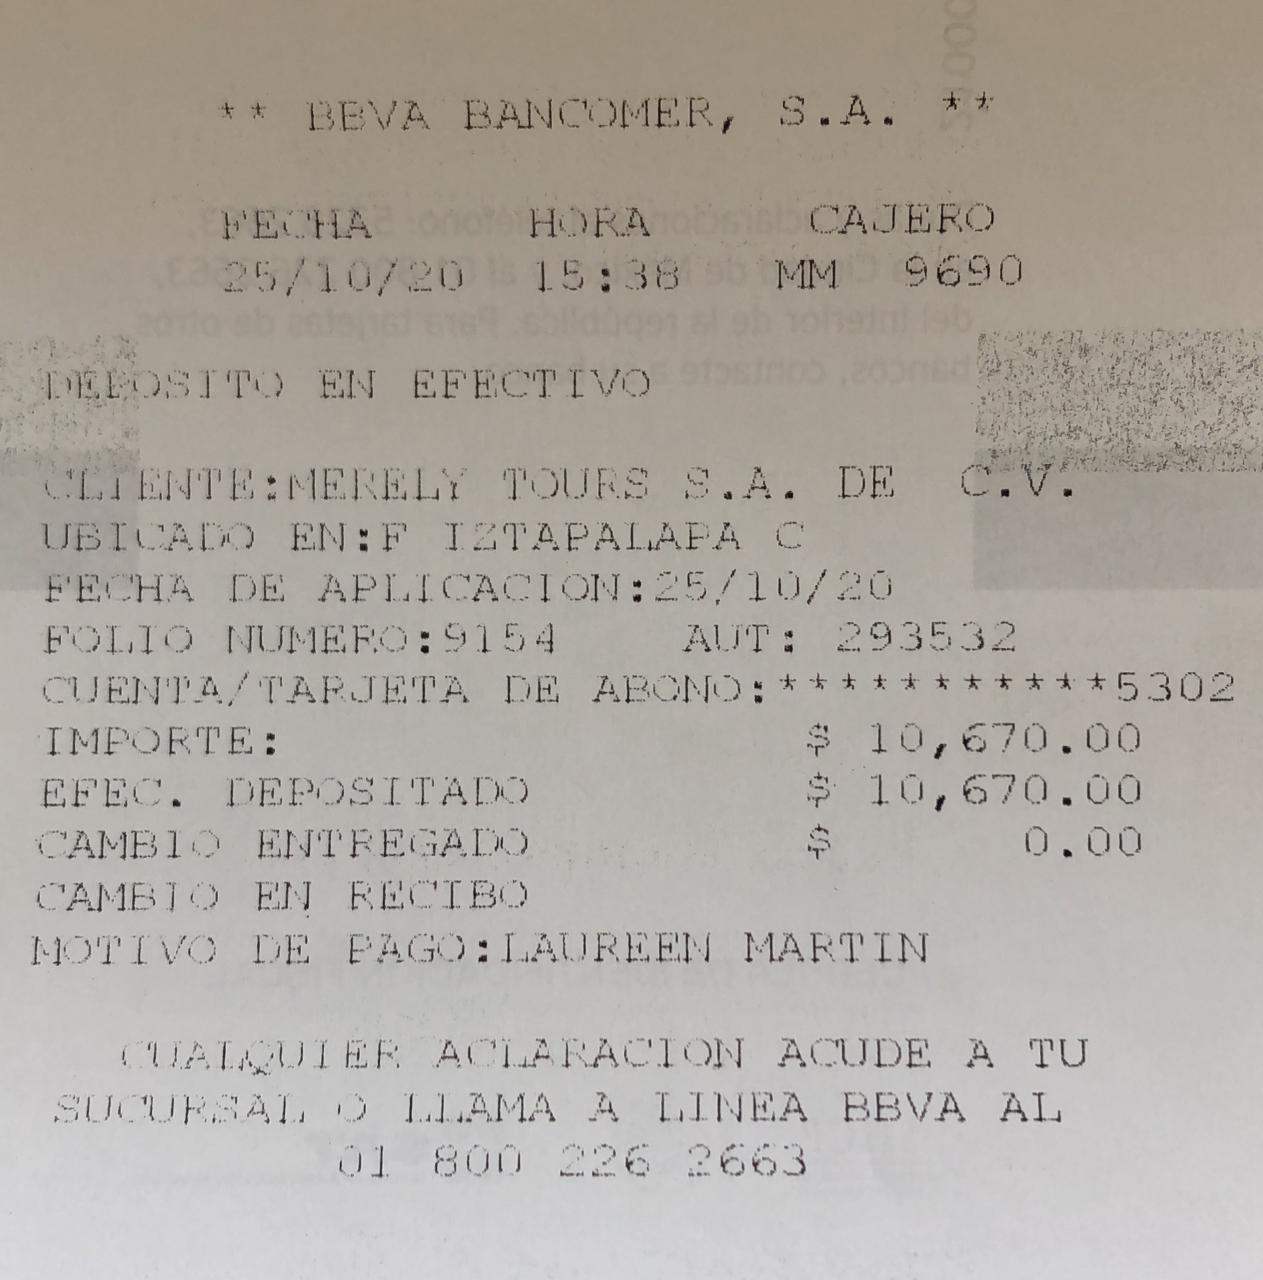 ** BBVA BANCOMER, S.A. **
FECHA HORA CAJERO
25/10/20 15:38 MM 9690
DEPOSITO EN EFECTIVO
CLIENTE:MERELY TOURS S.A. DE C.V.
UBICADO EN:F IZTAPALAPA C
FECHA DE APLICACION:25/10/20
FOLIO NUMERO:9154 AUT: 293532
CUENTA/TARJETA DE ABONO:***********5302
IMPORTE: $ 10,670.00
EFEC. DEPOSITADO $ 10,670.00
CAMBIO ENTREGADO $ 0.00
CAMBIO EN RECIBO
MOTIVO DE PAGO:LAUREEN MARTIN
CUALQUIER ACLARACION ACUDE A TU
SUCURSAL O LLAMA A LINEA BBVA AL
01 800 226 2663